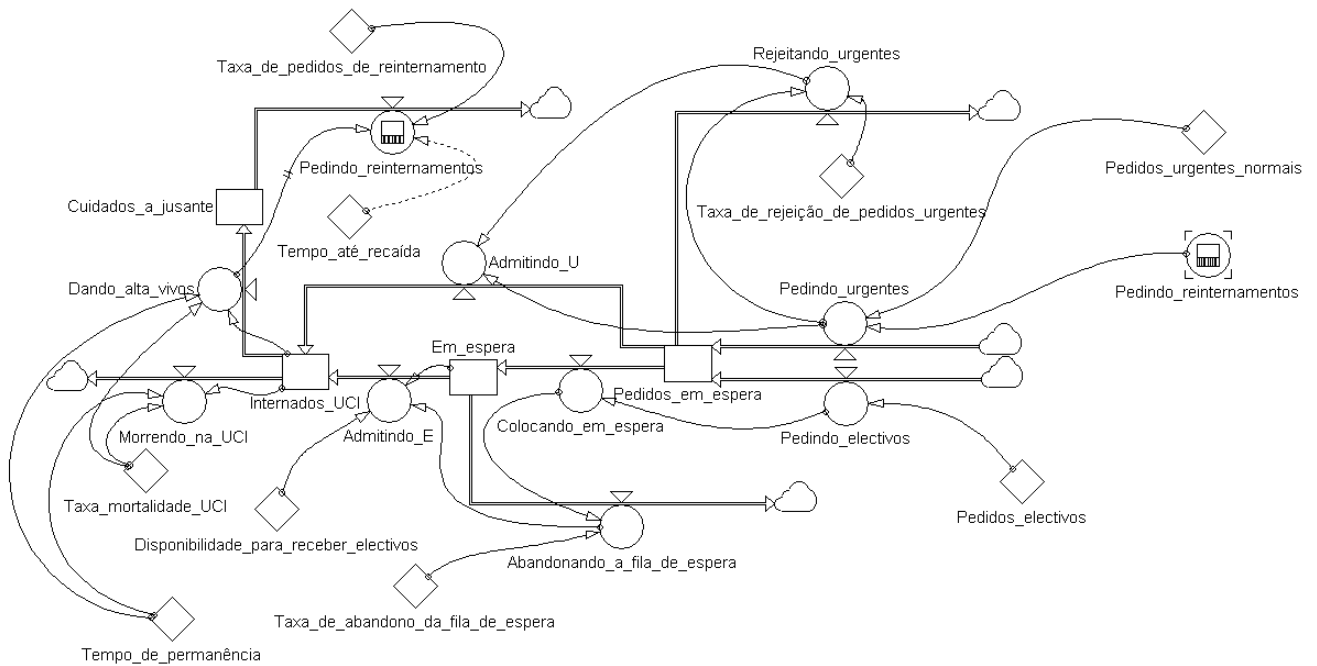 Rejeitando_urgentes
Taxa_de_pedidos_de_reinternamento
Pedindo_reinternamentos
Pedidos_urgentes_normais
Cuidados_a_jusante
Taxa_de_rejeição_de_pedidos_urgentes
Tempo_até_recaída
Admitindo_U
Dando_alta_vivos
Pedindo_urgentes
Pedindo_reinternamentos
Em_espera
Pedidos_em_espera
Internados_UCI
Colocando_em_espera
Morrendo_na_UCI
Admitindo_E
Pedindo_electivos
Taxa_mortalidade_UCI
Pedidos_electivos
Disponibilidade_para_receber_electivos
Abandonando_a_fila_de_espera
Taxa_de_abandono_da_fila_de_espera
Tempo_de_permanência